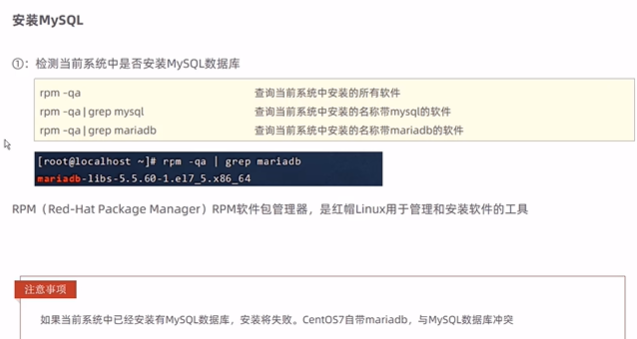 安装MySQL
①：检测当前系统中是否安装MySQL数据库
rpm -qa 查询当前系统中安装的所有软件
rpm -qa | grep mysql 查询当前系统中安装的名称带mysql的软件
rpm -qa | grep mariadb 查询当前系统中安装的名称带mariadb的软件
[root@localhost ~]# rpm -qa | grep mariadb
mariadb-libs-5.5.60-1.el7_5.x86_64
RPM（Red-Hat Package Manager）RPM软件包管理器，是红帽Linux用于管理和安装软件的工具
注意事项
如果当前系统中已经安装有MySQL数据库，安装将失败。CentOS7自带mariadb，与MySQL数据库冲突